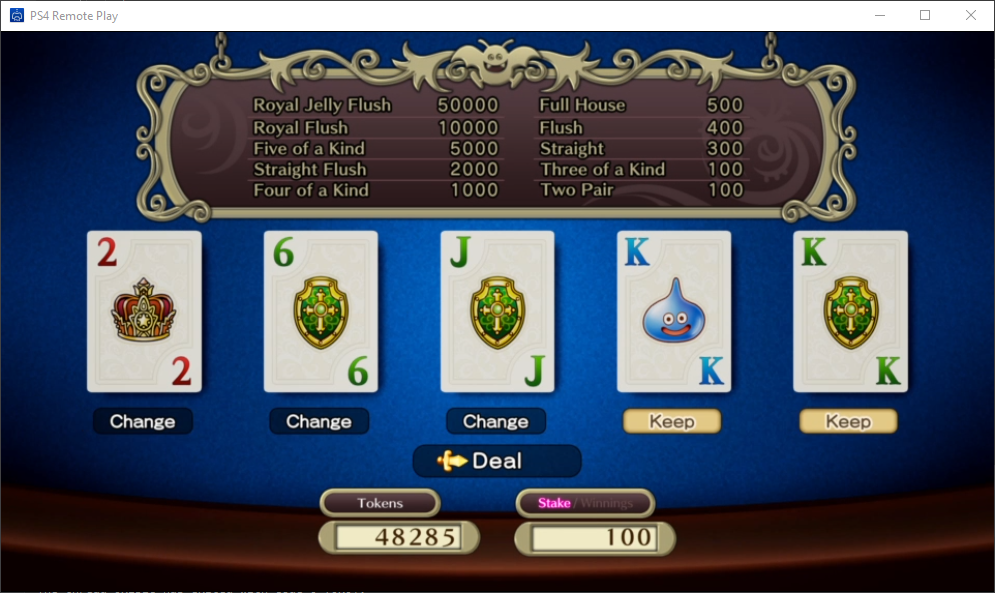 PS4 Remote Play
Royal Jelly Flush 50000 Full House 500
Royal Flush 10000 Flush 400
Five of a Kind 5000 Straight 300
Straight Flush 2000 Three of a Kind 100
Four of a Kind 1000 Two Pair 100
2 6 J K K
2 6 J K K
Change Change Change Keep Keep
Deal
Tokens Stake / Winnings
48285 100